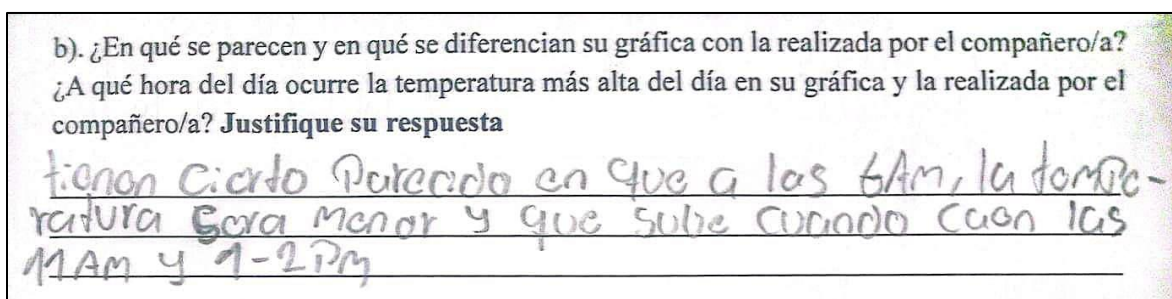 b). ¿En qué se parecen y en qué se diferencian su gráfica con la realizada por el compañero/a?
¿A qué hora del día ocurre la temperatura más alta del día en su gráfica y la realizada por el
compañero/a? Justifique su respuesta
tienen Cierto Parecido en que a las 6AM, la tempe-
ratura Sera menor y que sube cuando caen las
11AM y 1-2PM